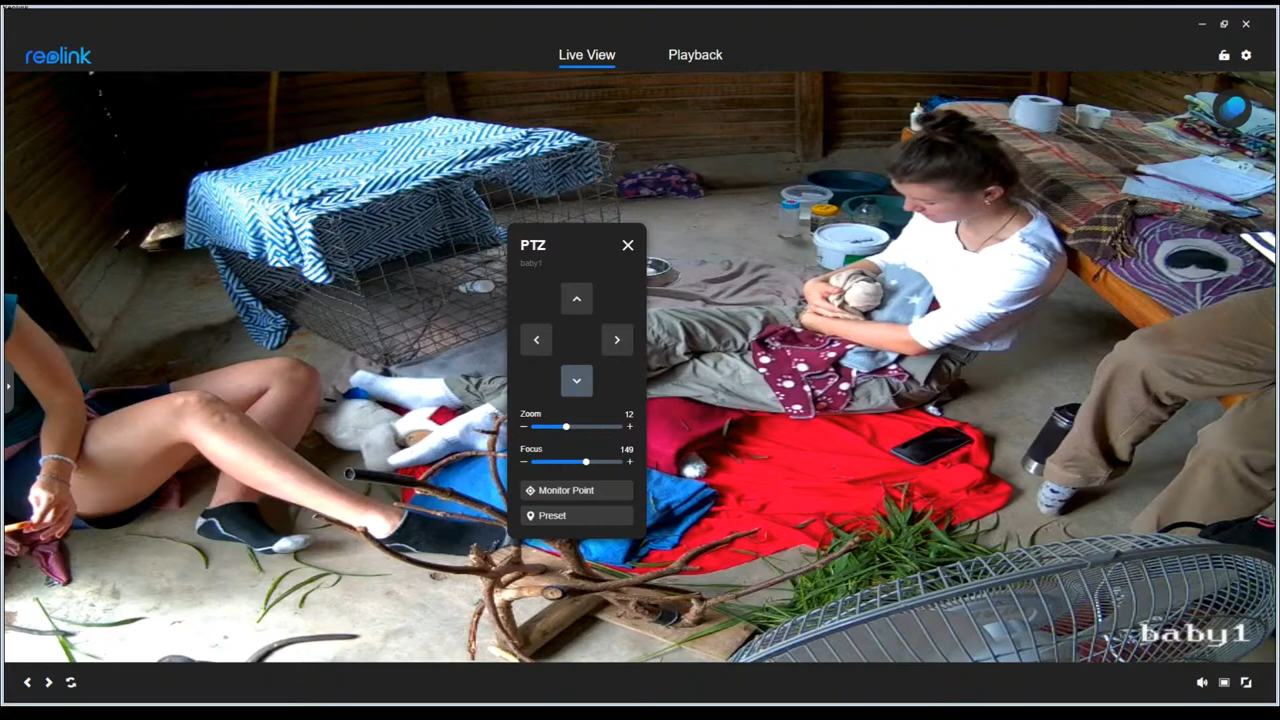 reolink
Live View
Playback
PTZ
baby1
Zoom
12
Focus
149
Monitor Point
Preset
baby1